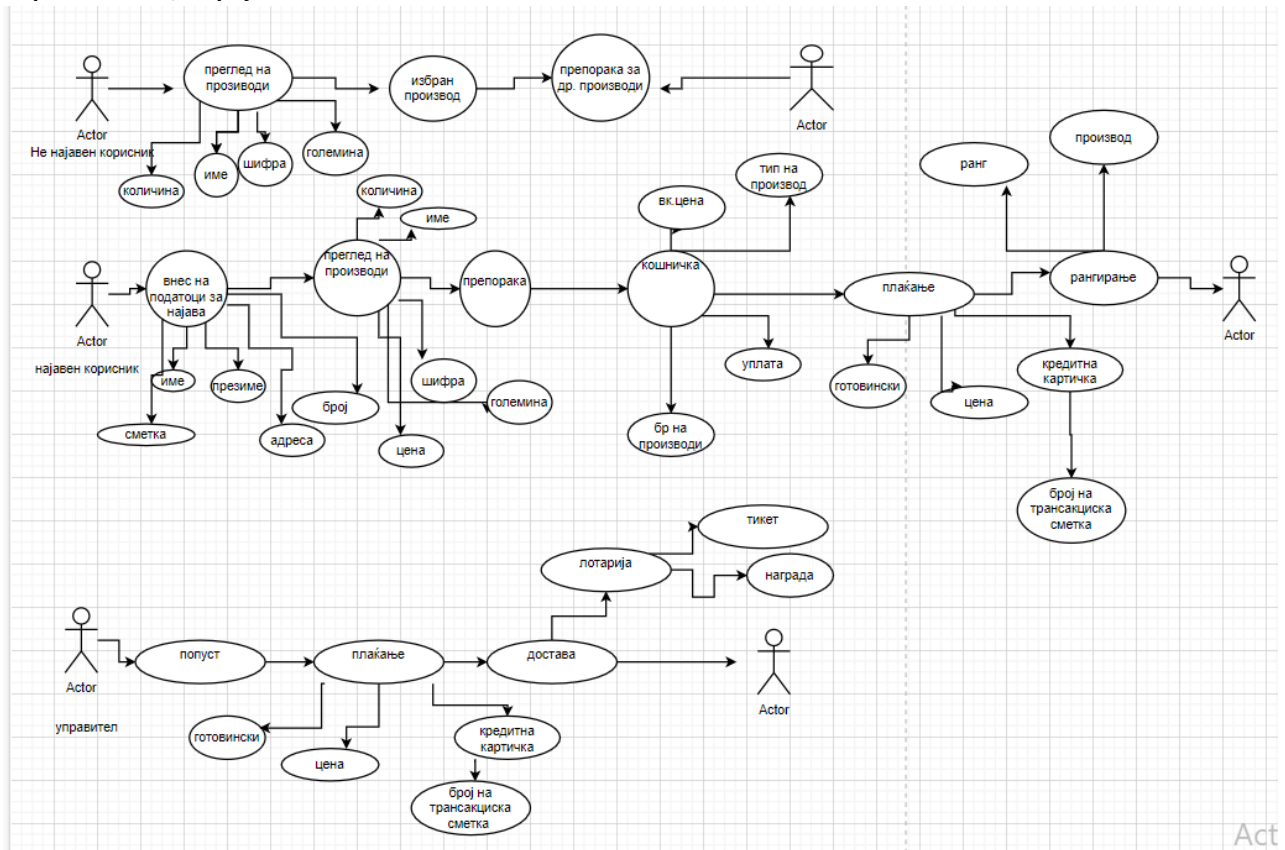 преглед на
прозиводи
избран
производ
препорака за
др. производи
Actor
Не најавен корисник
Actor
количина
име
шифра
големина
производ
ранг
тип на
производ
вк.цена
количина
име
внес на
податоци за
најава
преглед на
производи
препорака
кошничка
плаќање
рангирање
Actor
најавен корисник
Actor
име
презиме
број
шифра
големина
уплата
готовински
цена
кредитна
картичка
сметка
адреса
цена
бр на
производи
број на
трансакциска
сметка
тикет
лотарија
награда
Actor
управител
попуст
плаќање
достава
Actor
готовински
цена
кредитна
картичка
број на
трансакциска
сметка
Act